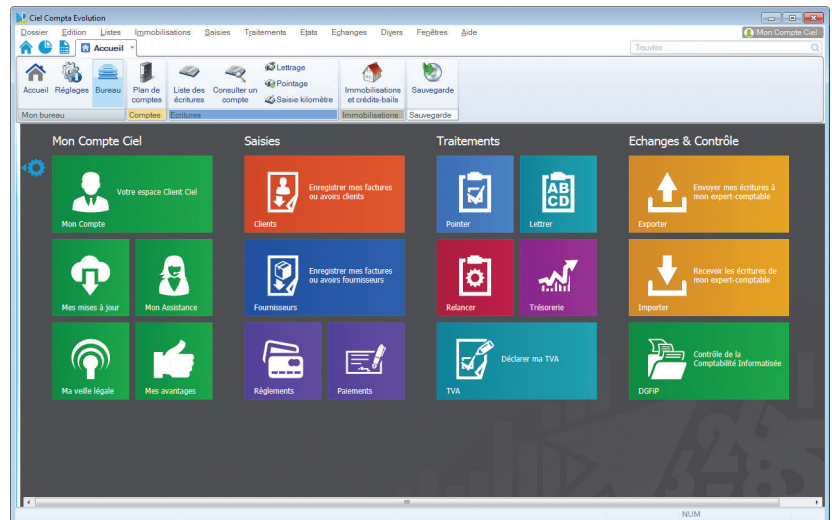 Ciel Compta Evolution
Dossier Edition Listes Immobilisations Saisies Traitements Etats Echanges Divers Fenêtres Aide
Mon Compte Ciel
Accueil
Trouvtoo
Accueil Réglages Bureau
Plan de comptes
Liste des écritures
Consulter un compte
Lettrage
Pointage
Saisie kilomètre
Immobilisations et crédits-bails
Sauvegarde
Mon bureau Comptes Ecritures Immobilisations Sauvegarde
Mon Compte Ciel
Votre espace Client Ciel
Mon Compte
Mes mises à jour
Mon Assistance
Ma veille légale
Mes avantages
Saisies
Enregistrer mes factures
ou avoirs clients
Clients
Enregistrer mes factures
ou avoirs fournisseurs
Fournisseurs
Règlements
Paiements
Traitements
Pointer
AB
CD
Lettrer
Relancer
Trésorerie
Déclarer ma TVA
TVA
Echanges & Contrôle
Envoyer mes écritures à
mon expert-comptable
Exporter
Recevoir les écritures de
mon expert-comptable
Importer
Contrôle de la
Comptabilité Informatisée
DGFiP
NUM